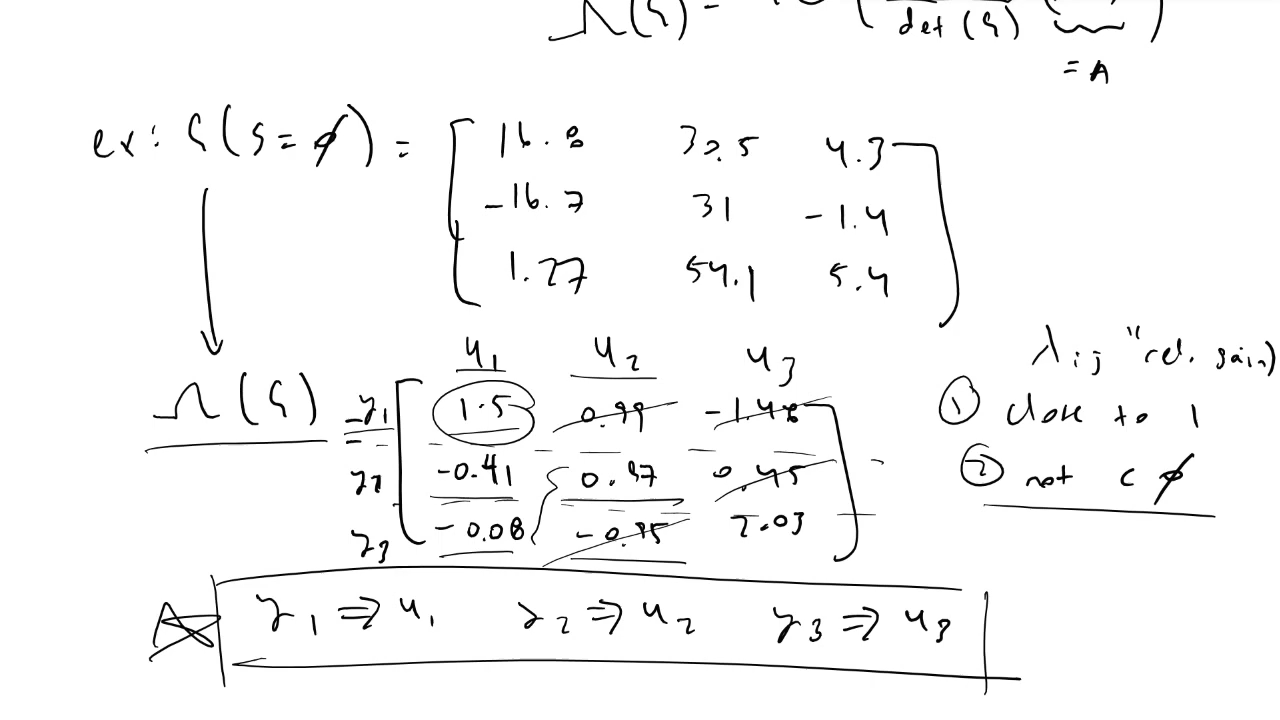 Λ(G) = ( det(G) )
= A
ex: G(s=0) = [ 16.8 30.5 4.3
-16.7 31 -1.4
1.27 54.1 5.4 ]
u1 u2 u3
λij "rel. gain)
Λ(G) = y1 [ 1.5 0.99 -1.48
① close to 1
y2 -0.41 0.97 0.45
② not < 0
y3 -0.08 -0.95 2.03 ]
y1 ⇒ u1 y2 ⇒ u2 y3 ⇒ u3